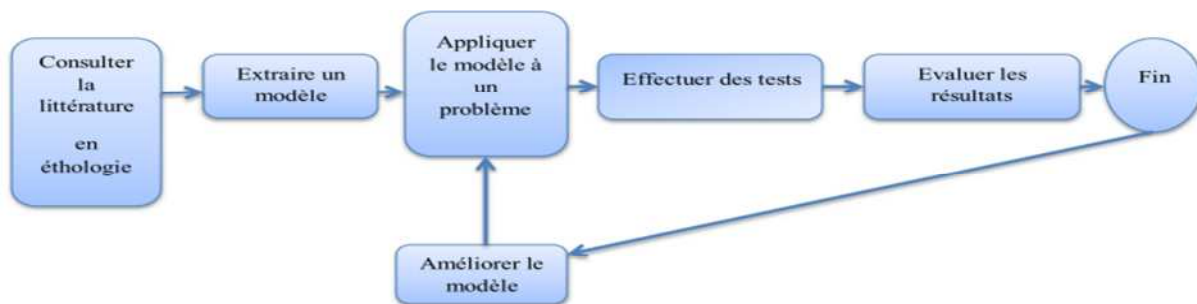 Consulter
la
littérature
en
éthologie
Extraire un
modèle
Appliquer
le modèle à
un
problème
Effectuer des tests
Evaluer les
résultats
Fin
Améliorer le
modèle